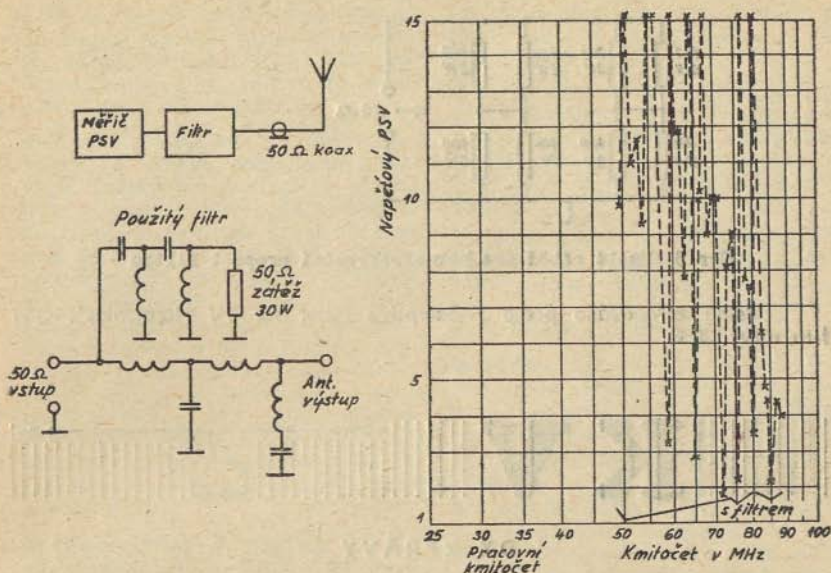 Měřič
PSV
Filtr
50 Ω koax
Použitý filtr
50 Ω
zátěž
30 W
50 Ω
vstup
Ant.
výstup
Napěťový PSV
15
10
5
1
s filtrem
25 30 35 40 50 60 70 80 90 100
Pracovní
kmitočet
Kmitočet v MHz